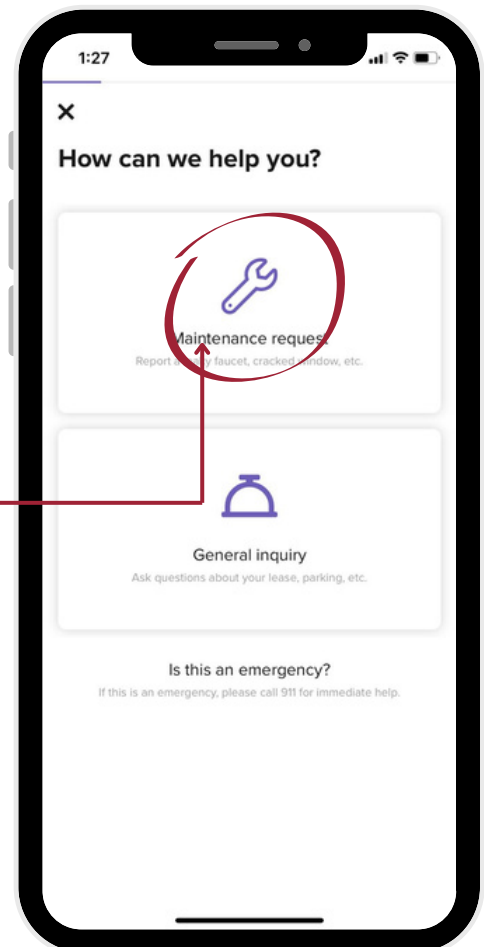 1:27
How can we help you?
Maintenance request
Report a leaky faucet, cracked window, etc.
General inquiry
Ask questions about your lease, parking, etc.
Is this an emergency?
If this is an emergency, please call 911 for immediate help.